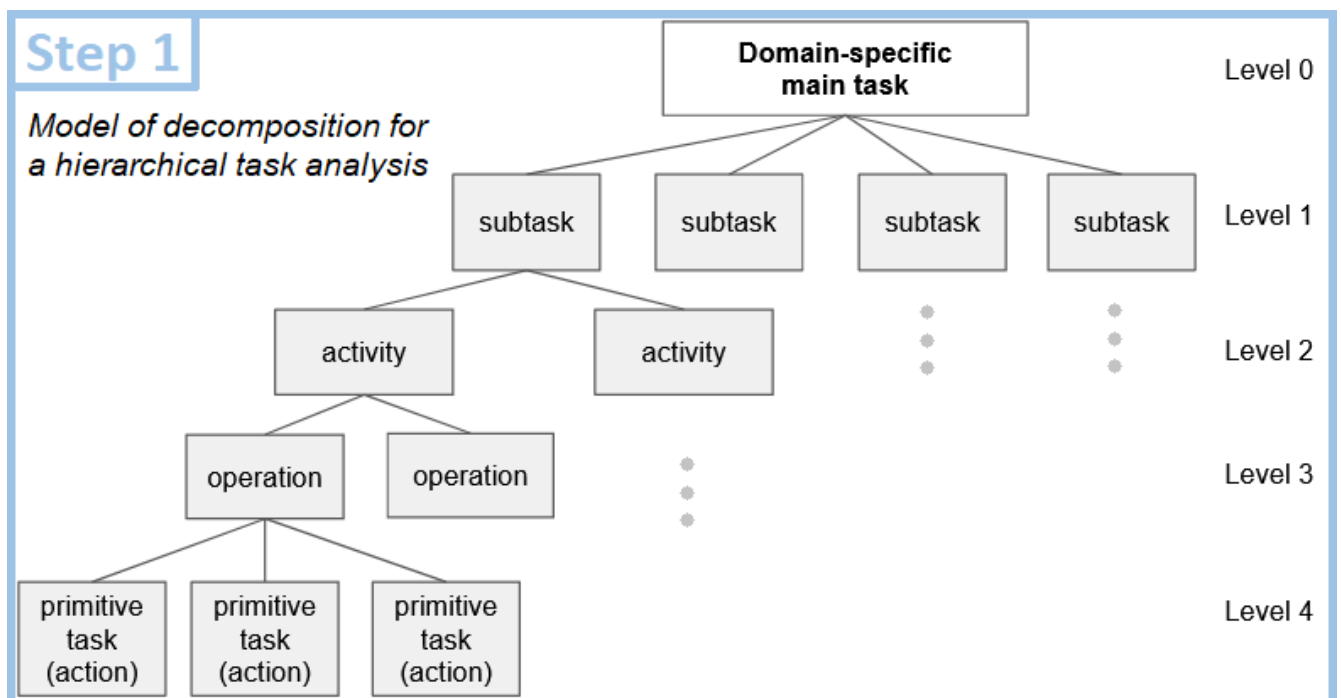 Step 1
Model of decomposition for
a hierarchical task analysis
Domain-specific
main task
Level 0
subtask
subtask
subtask
subtask
Level 1
activity
activity
Level 2
operation
operation
Level 3
primitive
task
(action)
primitive
task
(action)
primitive
task
(action)
Level 4